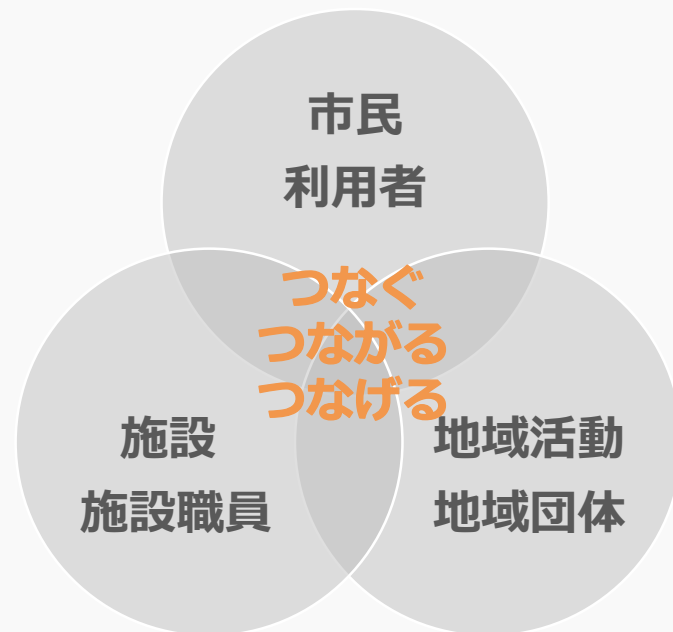 市民
利用者
つなぐ
つながる
つなげる
施設
施設職員
地域活動
地域団体